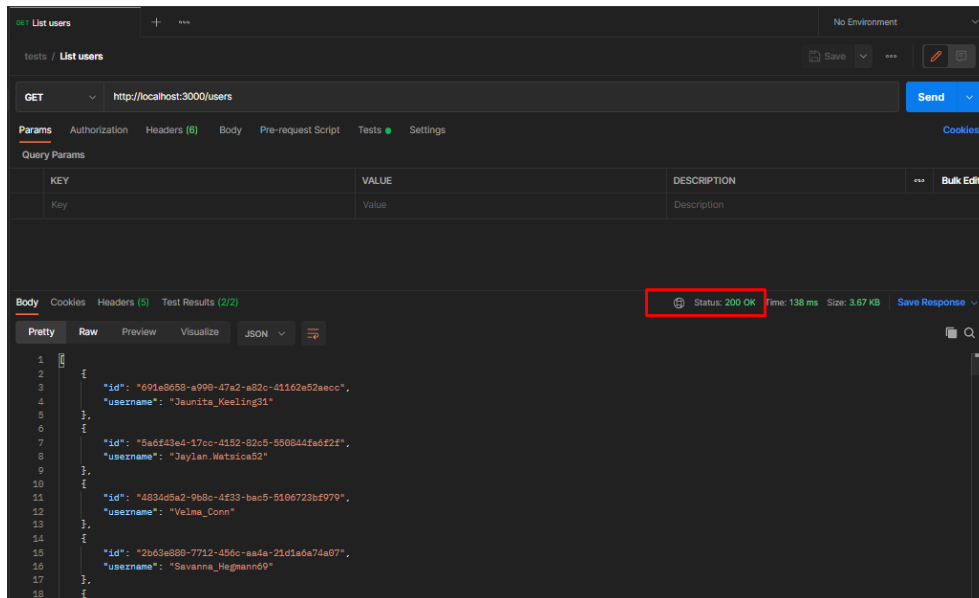 GET List users + No Environment
tests / List users Save
GET http://localhost:3000/users Send
Params Authorization Headers (6) Body Pre-request Script Tests Settings Cookies
Query Params
KEY VALUE DESCRIPTION Bulk Edit
Key Value Description
Body Cookies Headers (5) Test Results (2/2) Status: 200 OK Time: 138 ms Size: 3.67 KB Save Response
Pretty Raw Preview Visualize JSON
1 [
2 {
3 "id": "691e8658-a990-47a2-a82c-41162e52aecc",
4 "username": "Jaunita_Keeling31"
5 },
6 {
7 "id": "5a6f43e4-17cc-4152-82c5-550844fa6f2f",
8 "username": "Jaylan.Watsica52"
9 },
10 {
11 "id": "4834d5a2-9b8c-4f33-bac5-5106723bf979",
12 "username": "Velma_Conn"
13 },
14 {
15 "id": "2b63e880-7712-456c-aa4a-21d1a6a74a07",
16 "username": "Savanna_Hegmann69"
17 },
18 {